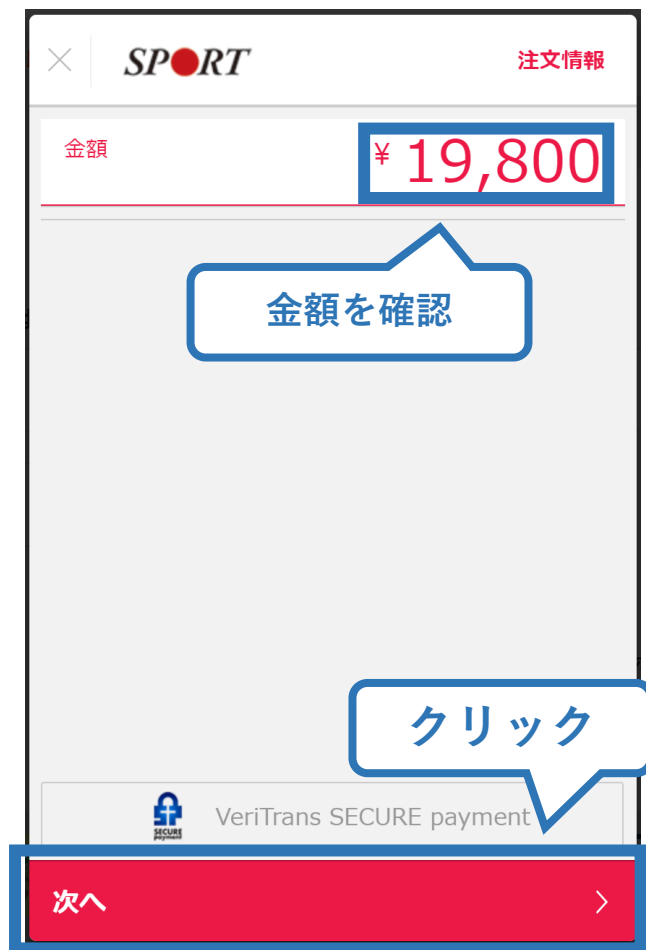 SPORT
注文情報
金額
¥ 19,800
金額を確認
クリック
SECURE
payment
VeriTrans SECURE payment
次へ